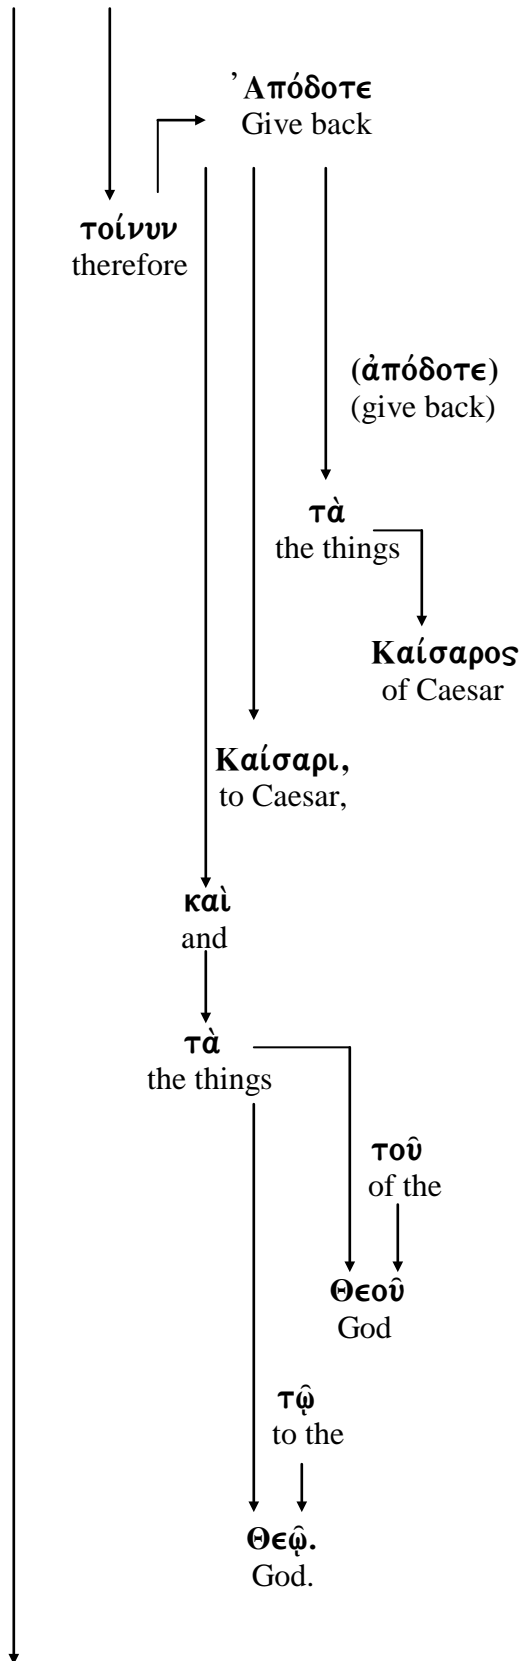 ᾿Απόδοτε
Give back
τοίνυν
therefore
(ἀπόδοτε)
(give back)
τὰ
the things
Καίσαρος
of Caesar
Καίσαρι,
to Caesar,
καὶ
and
τὰ
the things
τοῦ
of the
Θεοῦ
God
τῷ
to the
Θεῷ.
God.